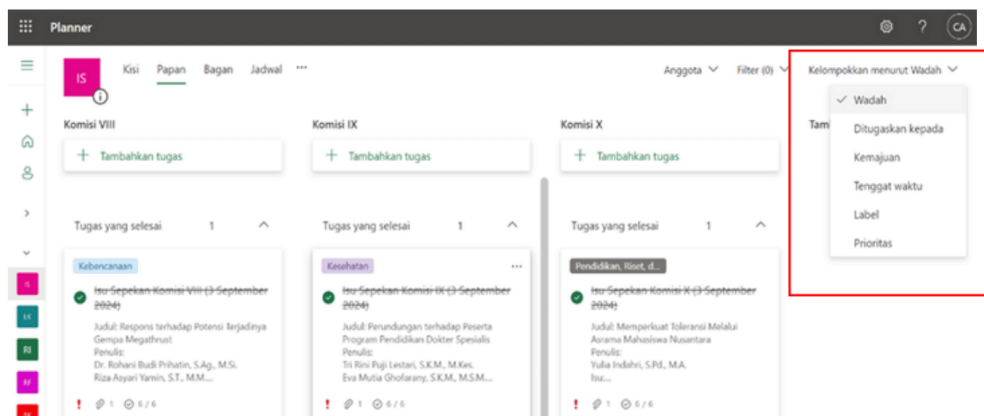 Planner
?
CA
IS
Kisi Papan Bagan Jadwal ...
Anggota Filter (0) Kelompokkan menurut Wadah
Wadah
Ditugaskan kepada
Kemajuan
Tenggat waktu
Label
Prioritas
Komisi VIII
+ Tambahkan tugas
Tugas yang selesai 1
Kebencanaan
Isu Sepekan Komisi VIII (3 September
2024)
Judul: Respons terhadap Potensi Terjadinya
Gempa Megathrust
Penulis:
Dr. Rohani Budi Prihatin, S.Ag., M.Si.
Riza Asyari Yamin, S.T., M.M....
1 6 / 6
Komisi IX
+ Tambahkan tugas
Tugas yang selesai 1
Kesehatan ...
Isu Sepekan Komisi IX (3 September
2024)
Judul: Perundungan terhadap Peserta
Program Pendidikan Dokter Spesialis
Penulis:
Tri Rini Puji Lestari, S.K.M., M.Kes.
Eva Mutia Gholarany, S.K.M., M.S.M....
1 6 / 6
Komisi X
+ Tambahkan tugas
Tugas yang selesai 1
Pendidikan, Riset, d...
Isu Sepekan Komisi X (3 September
2024)
Judul: Memperkuat Toleransi Melalui
Asrama Mahasiswa Nusantara
Penulis:
Yulia Indahri, S.Pd., M.A.
Isu...
1 6 / 6
Tam
IS